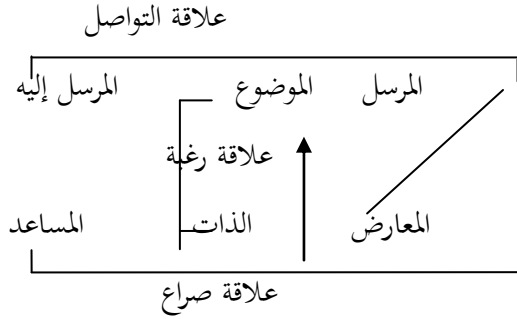 علاقة التواصل
المرسل الموضوع المرسل إليه
علاقة رغبة
المعارض الذات المساعد
علاقة صراع